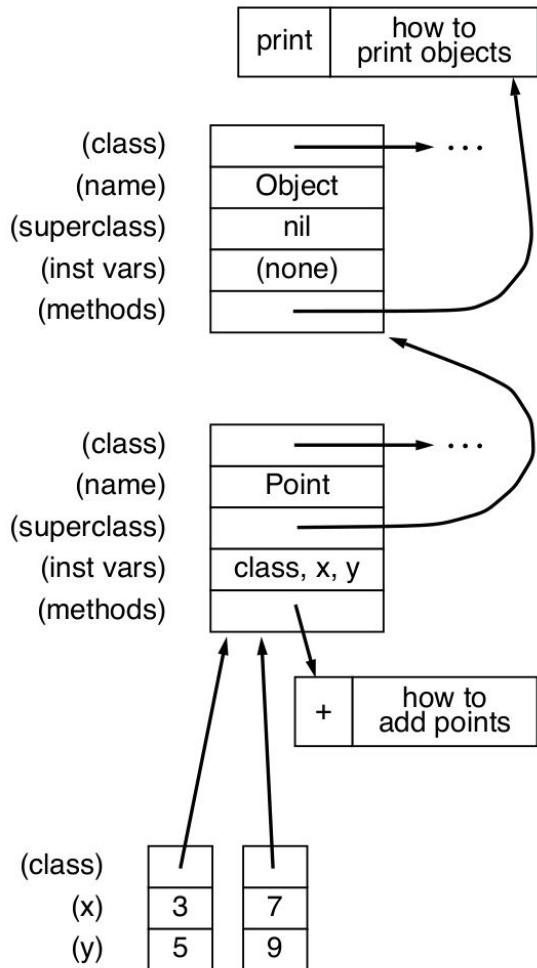 print
how to
print objects
(class)
...
(name)
Object
(superclass)
nil
(inst vars)
(none)
(methods)
(class)
...
(name)
Point
(superclass)
(inst vars)
class, x, y
(methods)
+
how to
add points
(class)
(x)
3
7
(y)
5
9